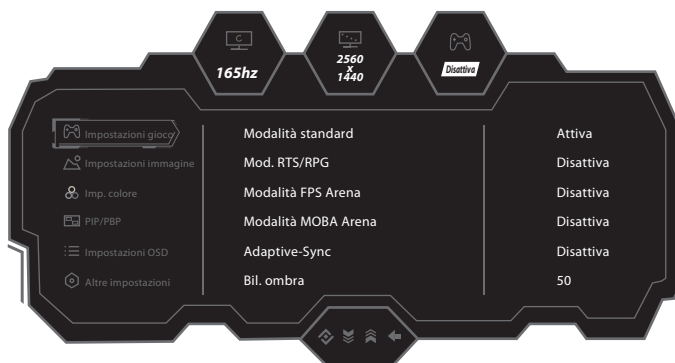 165hz
2560
x
1440
Disattiva
Impostazioni gioco
Impostazioni immagine
Imp. colore
PIP/PBP
Impostazioni OSD
Altre impostazioni
Modalità standard
Attiva
Mod. RTS/RPG
Disattiva
Modalità FPS Arena
Disattiva
Modalità MOBA Arena
Disattiva
Adaptive-Sync
Disattiva
Bil. ombra
50